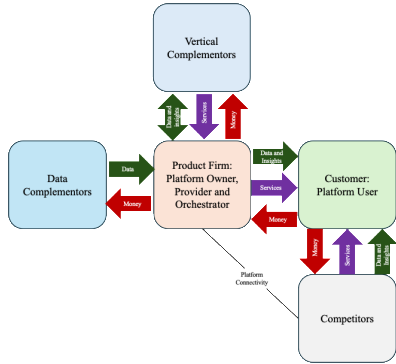 Vertical
Complementors
Data and
insights
Services
Money
Data
Complementors
Data
Money
Product Firm:
Platform Owner,
Provider and
Orchestrator
Data and
Insights
Services
Money
Customer:
Platform User
Money
Services
Data and
Insights
Platform
Connectivity
Competitors